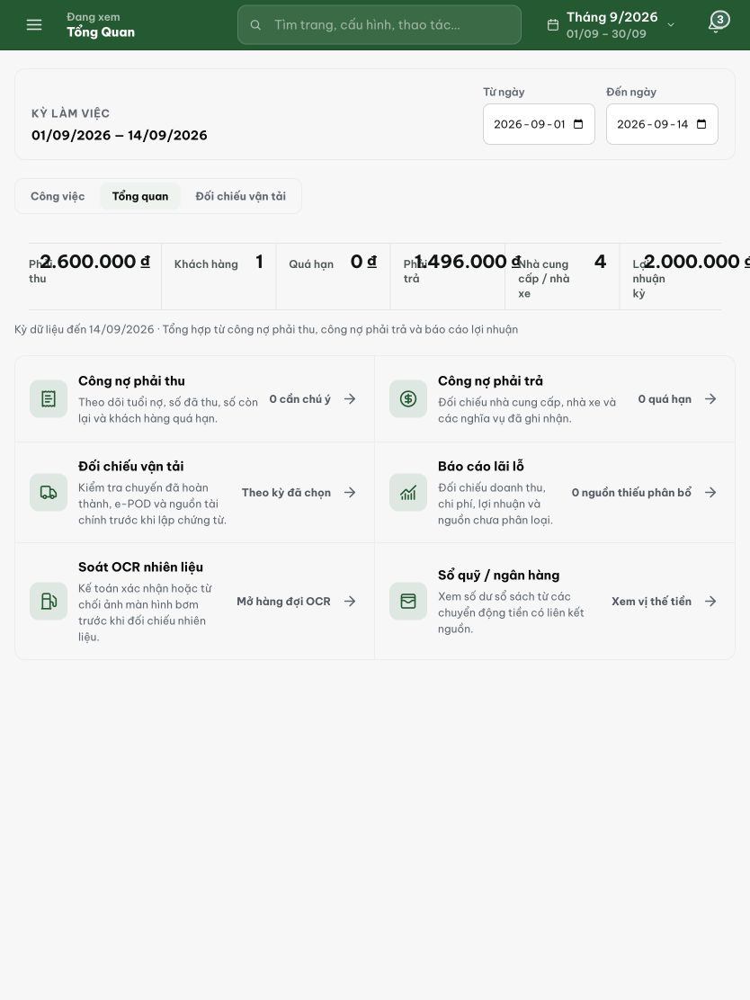 Đang xem
Tổng Quan
Tìm trang, cấu hình, thao tác...
Tháng 9/2026
01/09 – 30/09
3
KỲ LÀM VIỆC
01/09/2026 — 14/09/2026
Từ ngày
2026-09-01
Đến ngày
2026-09-14
Công việc
Tổng quan
Đối chiếu vận tải
Phải thu
2.600.000 ₫
Khách hàng
1
Quá hạn
0 ₫
Phải trả
1.496.000 ₫
Nhà cung
cấp / nhà
xe
4
Lợi
nhuận
kỳ
2.000.000 ₫
Kỳ dữ liệu đến 14/09/2026 · Tổng hợp từ công nợ phải thu, công nợ phải trả và báo cáo lợi nhuận
Công nợ phải thu
Theo dõi tuổi nợ, số đã thu, số còn
lại và khách hàng quá hạn.
0 cần chú ý
Công nợ phải trả
Đối chiếu nhà cung cấp, nhà xe và
các nghĩa vụ đã ghi nhận.
0 quá hạn
Đối chiếu vận tải
Kiểm tra chuyến đã hoàn
thành, e-POD và nguồn tài
chính trước khi lập chứng từ.
Theo kỳ đã chọn
Báo cáo lãi lỗ
Đối chiếu doanh thu,
chi phí, lợi nhuận và
nguồn chưa phân loại.
0 nguồn thiếu phân bổ
Soát OCR nhiên liệu
Kế toán xác nhận hoặc từ
chối ảnh màn hình bơm
trước khi đối chiếu nhiên
liệu.
Mở hàng đợi OCR
Sổ quỹ / ngân hàng
Xem số dư sổ sách từ các
chuyển động tiền có liên kết
nguồn.
Xem vị thế tiền